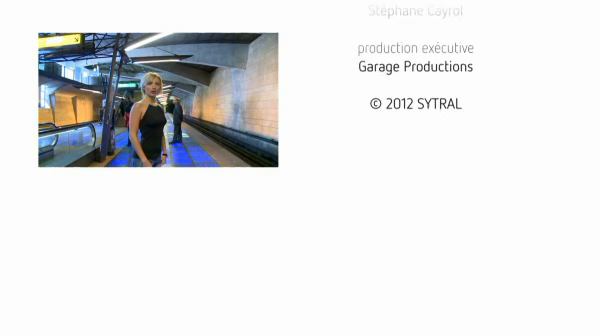 Stéphane Cayrol
production exécutive
Garage Productions
© 2012 SYTRAL